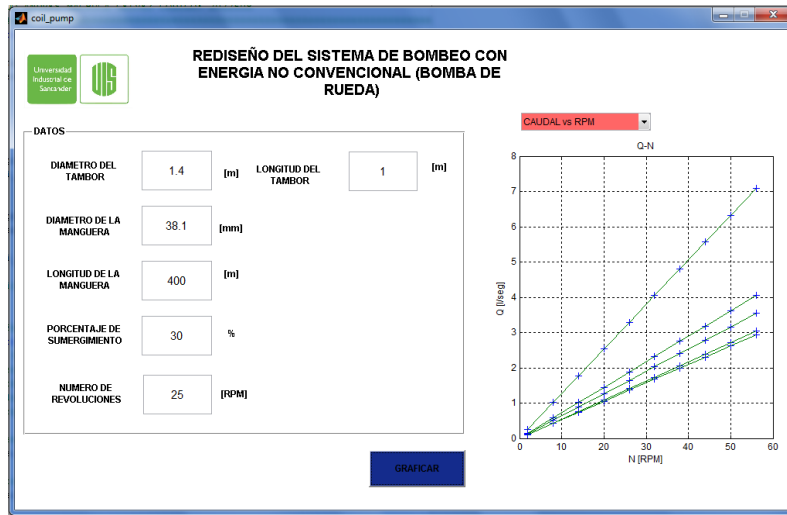 coil_pump
Universidad
Industrial de
Santander
UIS
REDISEÑO DEL SISTEMA DE BOMBEO CON
ENERGIA NO CONVENCIONAL (BOMBA DE
RUEDA)
DATOS
DIAMETRO DEL
TAMBOR
1.4
[m]
LONGITUD DEL
TAMBOR
1
[m]
DIAMETRO DE LA
MANGUERA
38.1
[mm]
LONGITUD DE LA
MANGUERA
400
[m]
PORCENTAJE DE
SUMERGIMIENTO
30
%
NUMERO DE
REVOLUCIONES
25
[RPM]
GRAFICAR
CAUDAL vs RPM
Q-N
8
7
6
5
4
3
2
1
0
Q [l/seg]
0 10 20 30 40 50 60
N [RPM]